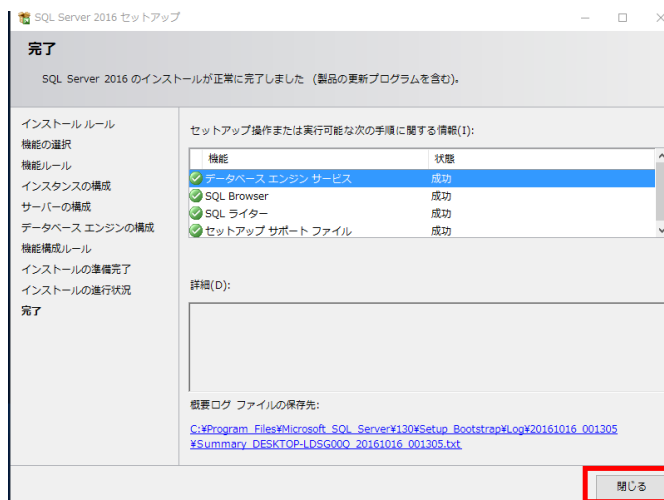 SQL Server 2016 セットアップ
完了
SQL Server 2016 のインストールが正常に完了しました (製品の更新プログラムを含む)。
インストール ルール
機能の選択
機能ルール
インスタンスの構成
サーバーの構成
データベース エンジンの構成
機能構成ルール
インストールの準備完了
インストールの進行状況
完了
セットアップ操作または実行可能な次の手順に関する情報(I):
機能 状態
データベース エンジン サービス 成功
SQL Browser 成功
SQL ライター 成功
セットアップ サポート ファイル 成功
詳細(D):
概要ログ ファイルの保存先:
C:¥Program Files¥Microsoft SQL Server¥130¥Setup Bootstrap¥Log¥20161016_001305
¥Summary_DESKTOP-LDSG00Q_20161016_001305.txt
閉じる